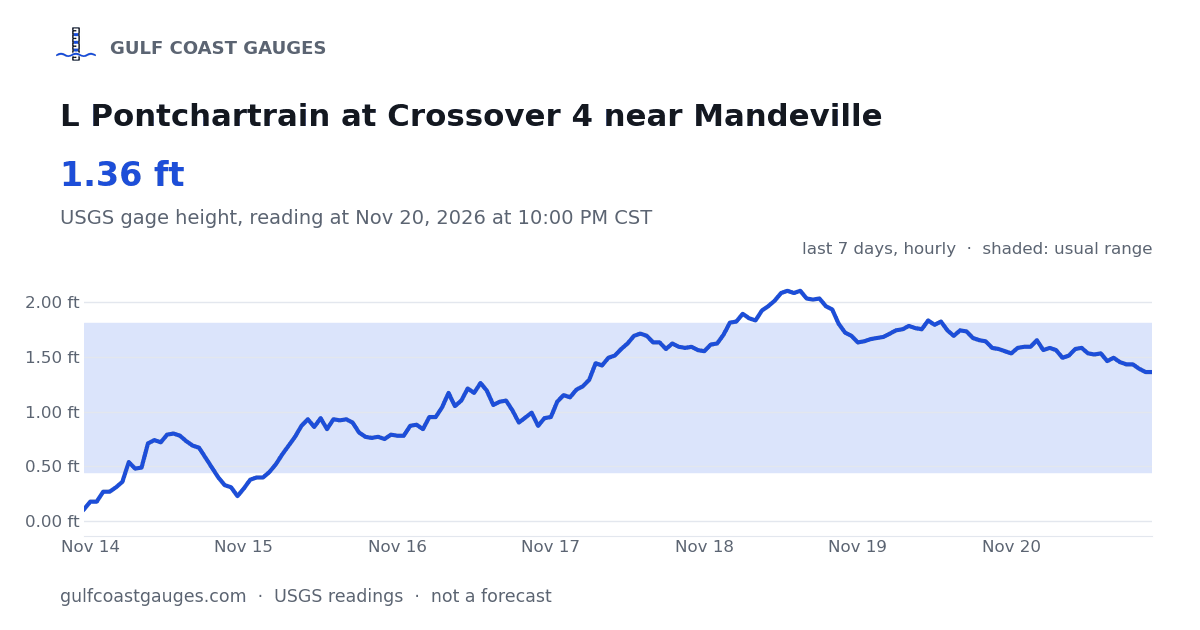 GULF COAST GAUGES
L Pontchartrain at Crossover 4 near Mandeville
1.36 ft
USGS gage height, reading at Nov 20, 2026 at 10:00 PM CST
last 7 days, hourly · shaded: usual range
2.00 ft
1.50 ft
1.00 ft
0.50 ft
0.00 ft
Nov 14 Nov 15 Nov 16 Nov 17 Nov 18 Nov 19 Nov 20
gulfcoastgauges.com · USGS readings · not a forecast